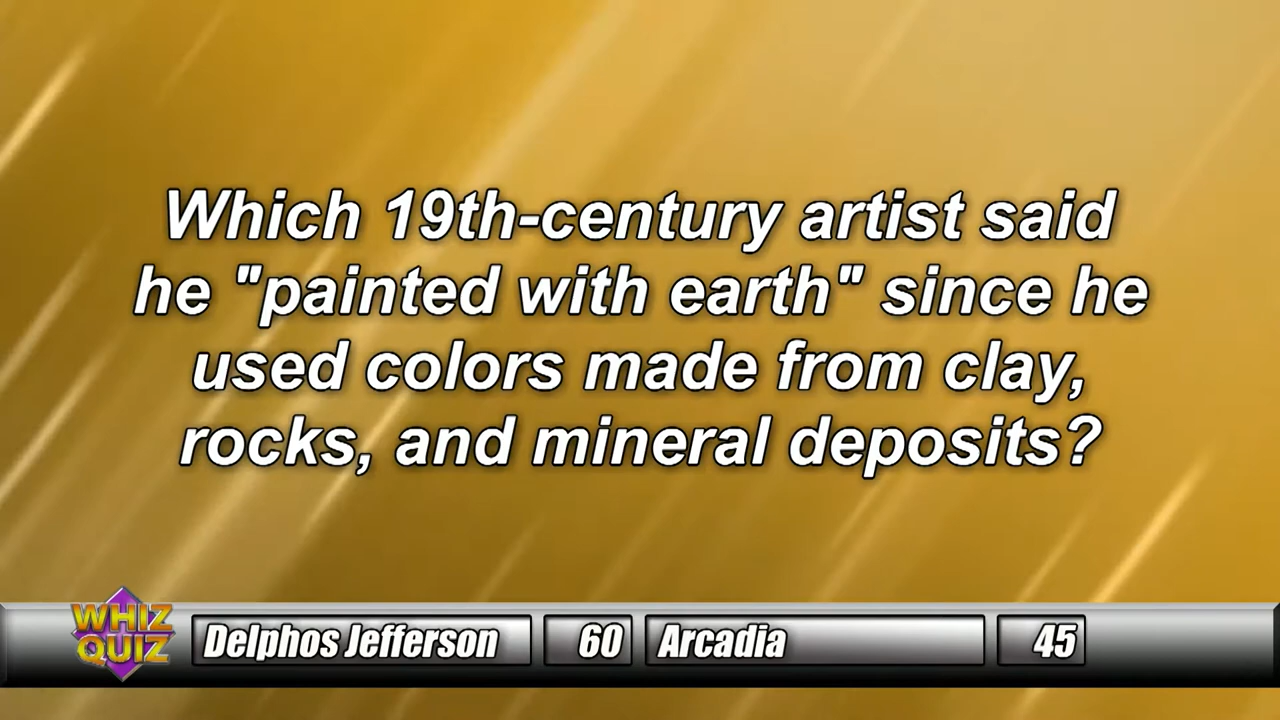 Which 19th-century artist said
he "painted with earth" since he
used colors made from clay,
rocks, and mineral deposits?
WHIZ
QUIZ
Delphos Jefferson 60 Arcadia 45